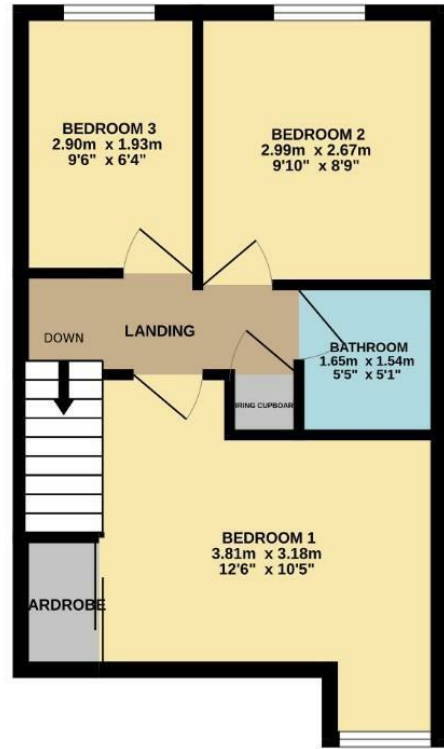 BEDROOM 3
2.90m x 1.93m
9'6" x 6'4"
BEDROOM 2
2.99m x 2.67m
9'10" x 8'9"
DOWN
LANDING
BATHROOM
1.65m x 1.54m
5'5" x 5'1"
IRING CUPBOAR
BEDROOM 1
3.81m x 3.18m
12'6" x 10'5"
ARDROBE